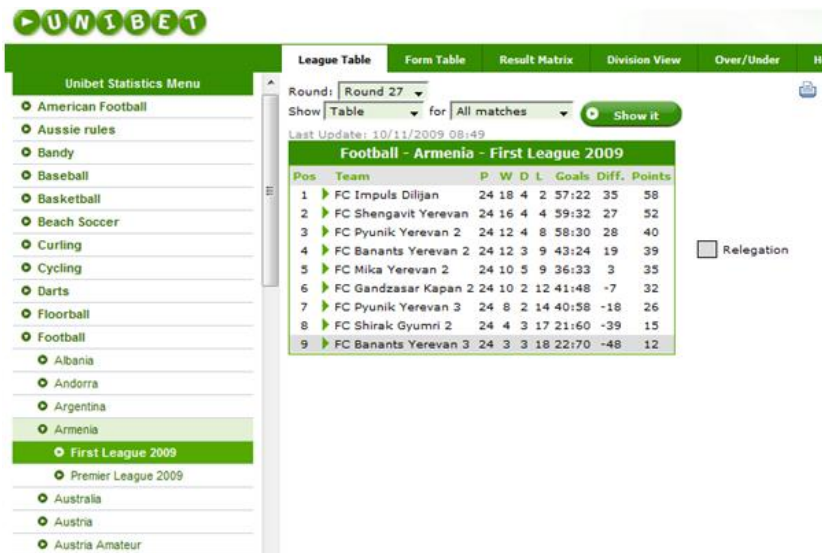 UNIBET
League Table Form Table Result Matrix Division View Over/Under H
Unibet Statistics Menu
American Football
Aussie rules
Bandy
Baseball
Basketball
Beach Soccer
Curling
Cycling
Darts
Floorball
Football
Albania
Andorra
Argentina
Armenia
First League 2009
Premier League 2009
Australia
Austria
Austria Amateur
Round: Round 27
Show Table for All matches Show it
Last Update: 10/11/2009 08:49
Football - Armenia - First League 2009
Pos Team P W D L Goals Diff. Points
1 FC Impuls Dilijan 24 18 4 2 57:22 35 58
2 FC Shengavit Yerevan 24 16 4 4 59:32 27 52
3 FC Pyunik Yerevan 2 24 12 4 8 58:30 28 40
4 FC Banants Yerevan 2 24 12 3 9 43:24 19 39
5 FC Mika Yerevan 2 24 10 5 9 36:33 3 35
6 FC Gandzasar Kapan 2 24 10 2 12 41:48 -7 32
7 FC Pyunik Yerevan 3 24 8 2 14 40:58 -18 26
8 FC Shirak Gyumri 2 24 4 3 17 21:60 -39 15
9 FC Banants Yerevan 3 24 3 3 18 22:70 -48 12
Relegation